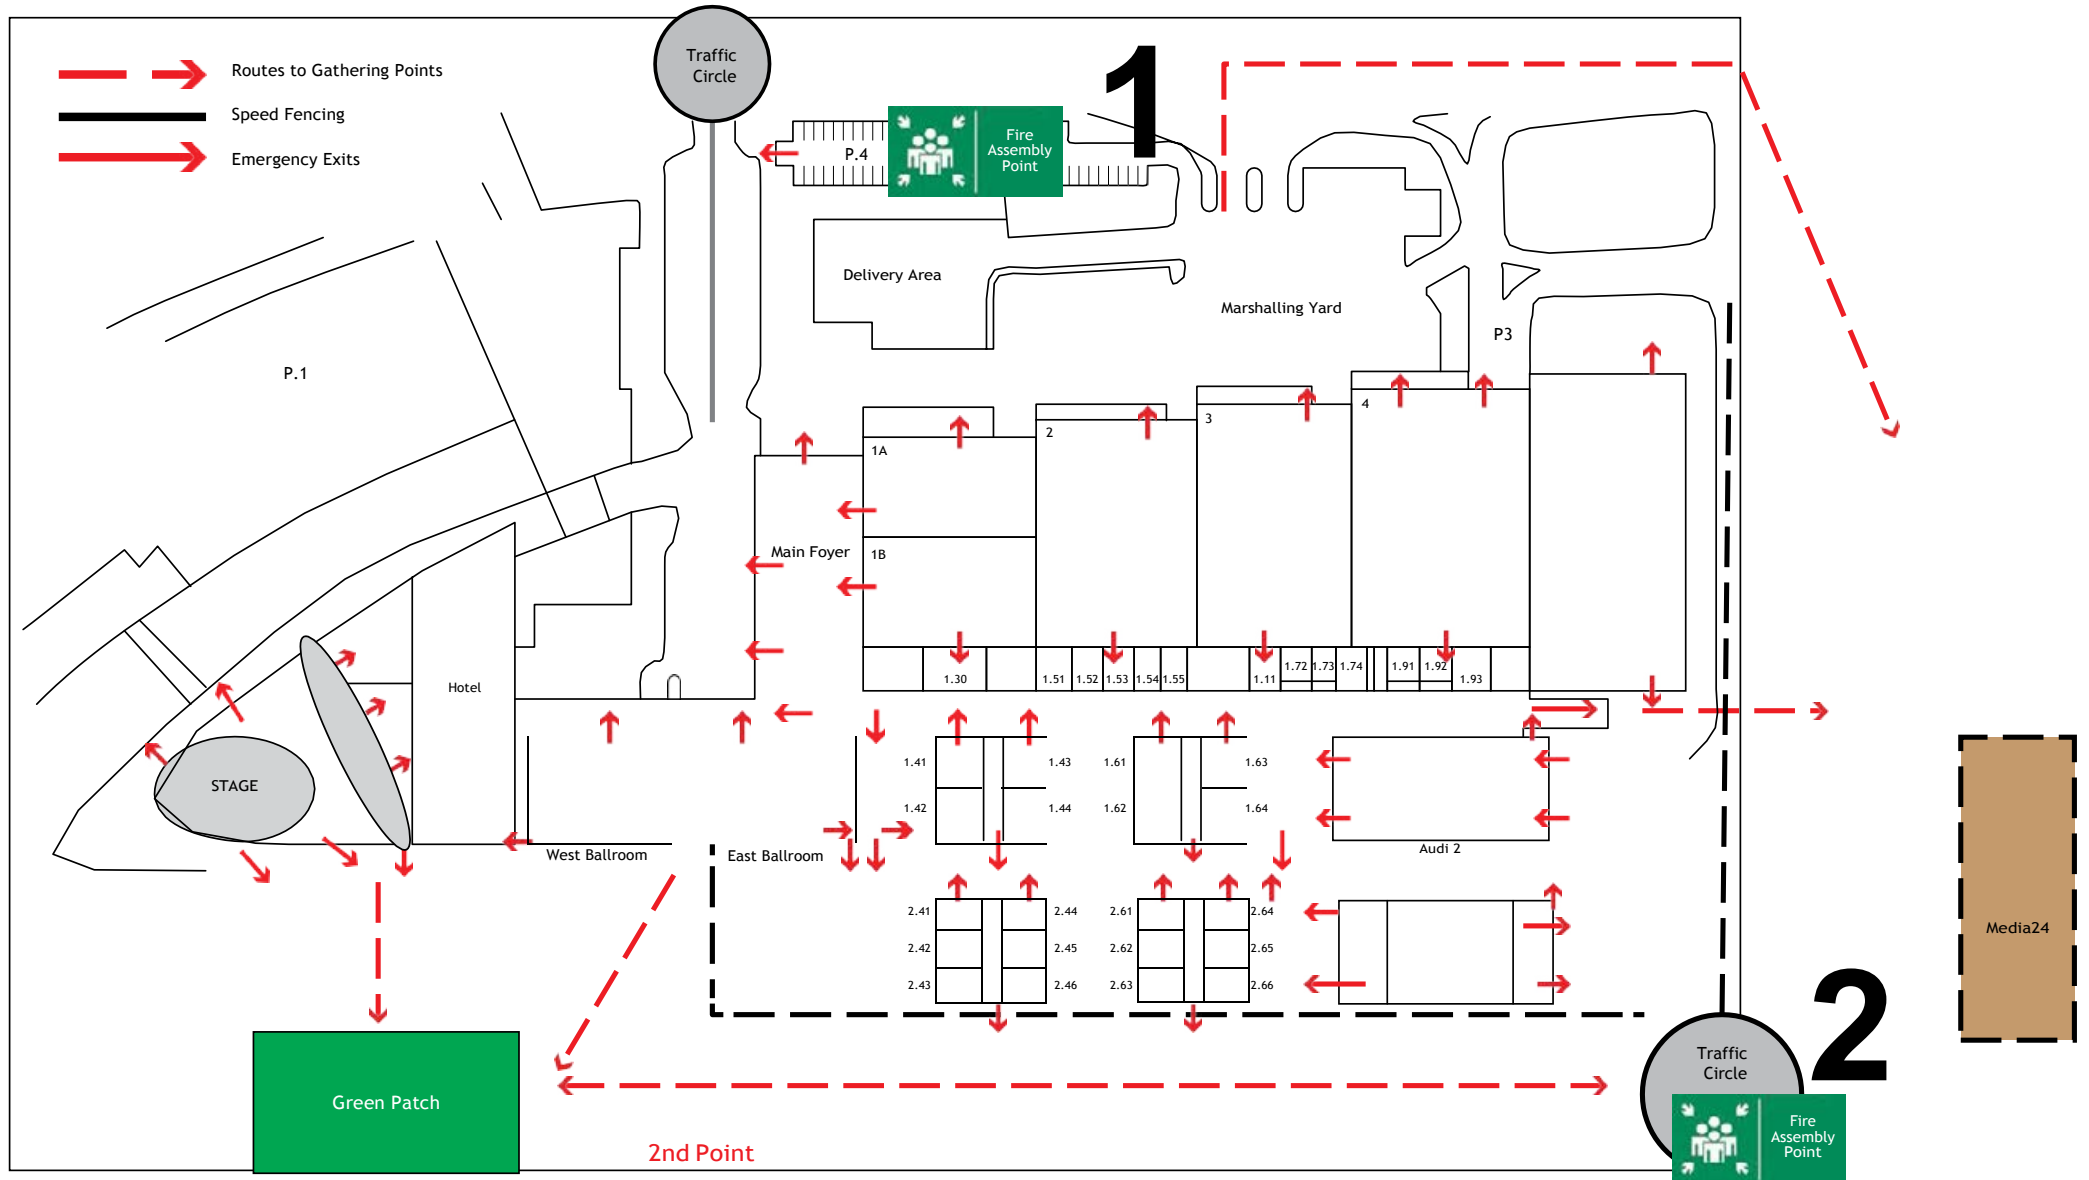 Traffic
Circle
1
Routes to Gathering Points
Speed Fencing
Emergency Exits
P.4
Fire
Assembly
Point
Delivery Area
Marshalling Yard
P3
P.1
1A
2
3
4
Main Foyer
1B
Hotel
1.30
1.51
1.52
1.53
1.54
1.55
1.11
1.72
1.73
1.74
1.91
1.92
1.93
STAGE
1.41
1.43
1.61
1.63
1.42
1.44
1.62
1.64
West Ballroom
East Ballroom
Audi 2
2.41
2.44
2.61
2.64
2.42
2.45
2.62
2.65
2.43
2.46
2.63
2.66
Media24
2
Traffic
Circle
Green Patch
Fire
Assembly
Point
2nd Point